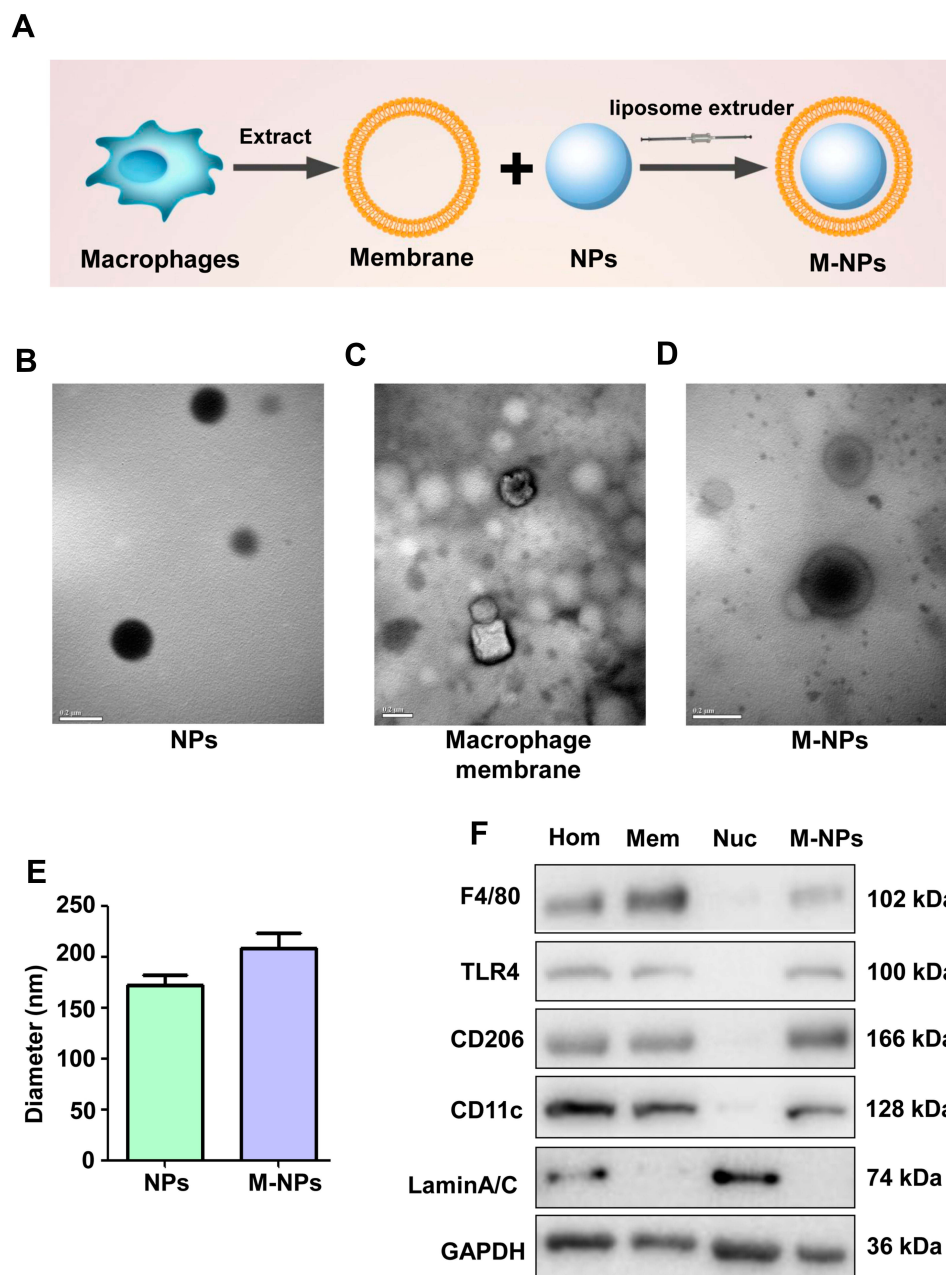 A
Extract
liposome extruder
Macrophages
Membrane
NPs
M-NPs
B
C
D
0.2 μm
0.2 μm
0.2 μm
NPs
Macrophage
membrane
M-NPs
E
Diameter (nm)
250
200
150
100
50
0
NPs
M-NPs
F
Hom Mem Nuc M-NPs
F4/80 102 kDa
TLR4 100 kDa
CD206 166 kDa
CD11c 128 kDa
LaminA/C 74 kDa
GAPDH 36 kDa